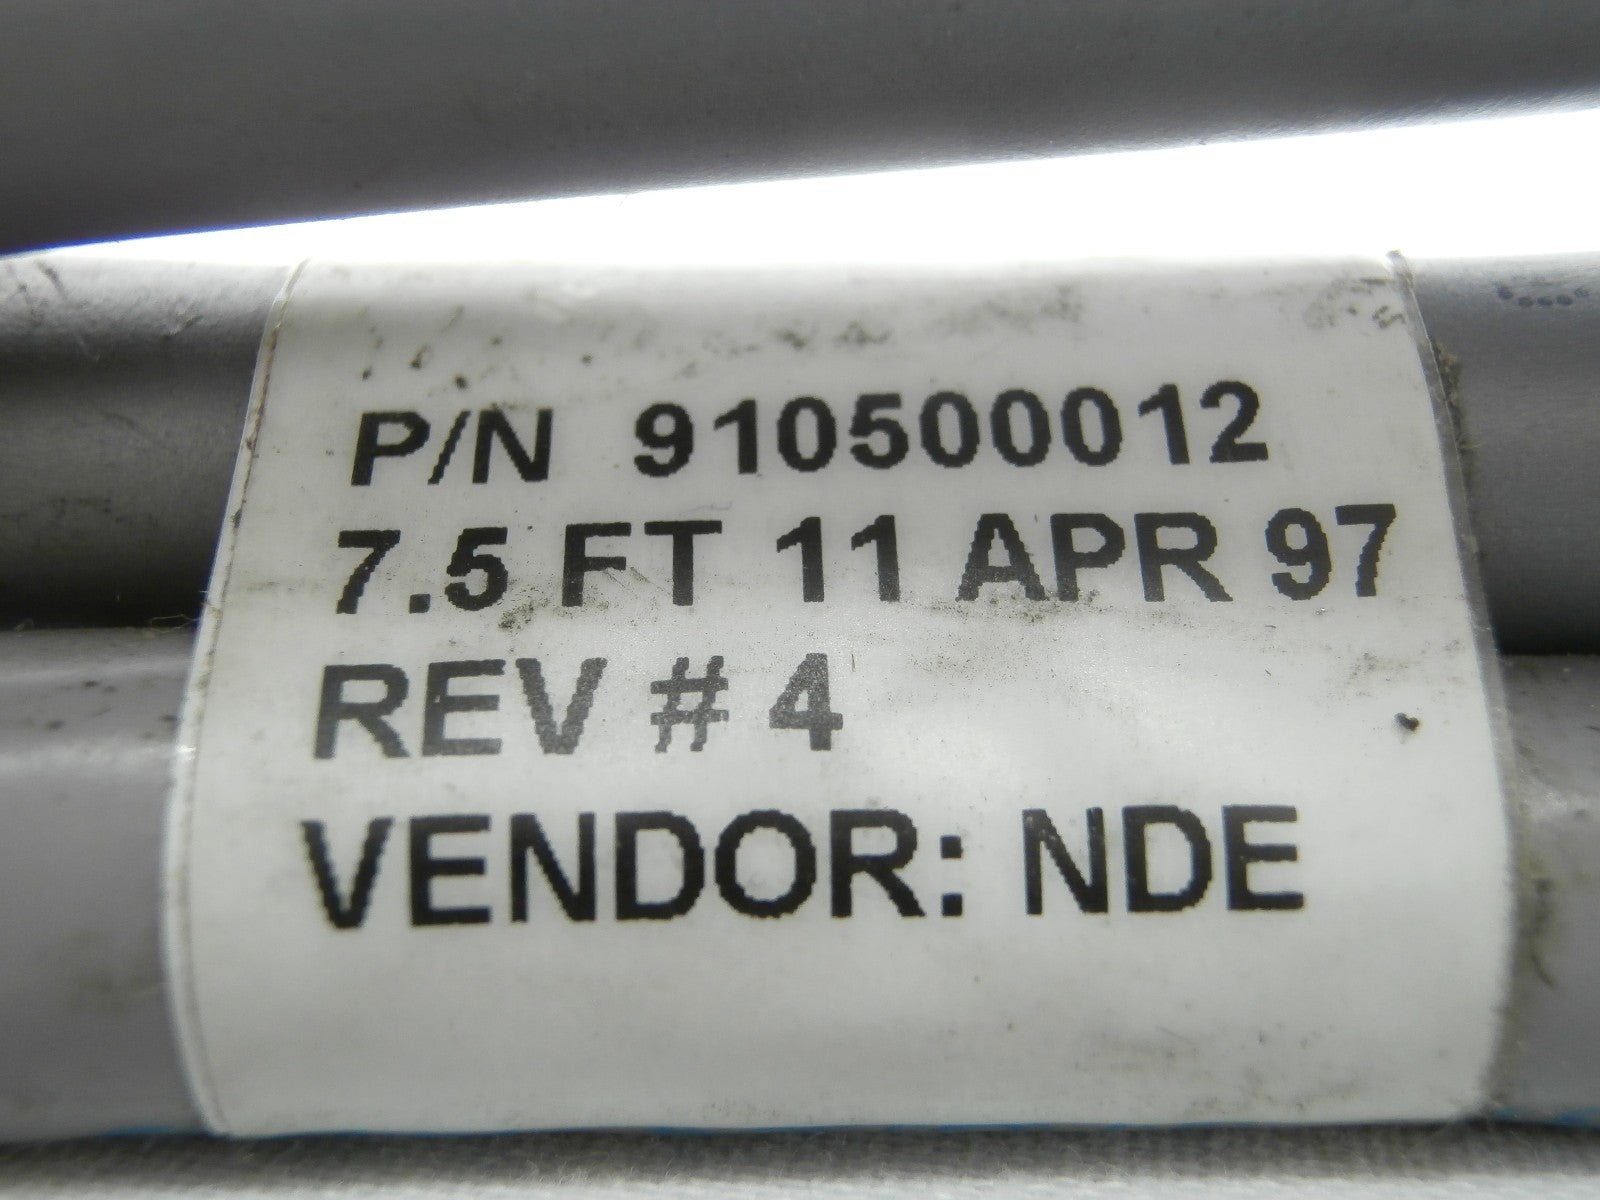 P/N 910500012
7.5 FT 11 APR 97
REV # 4
VENDOR: NDE